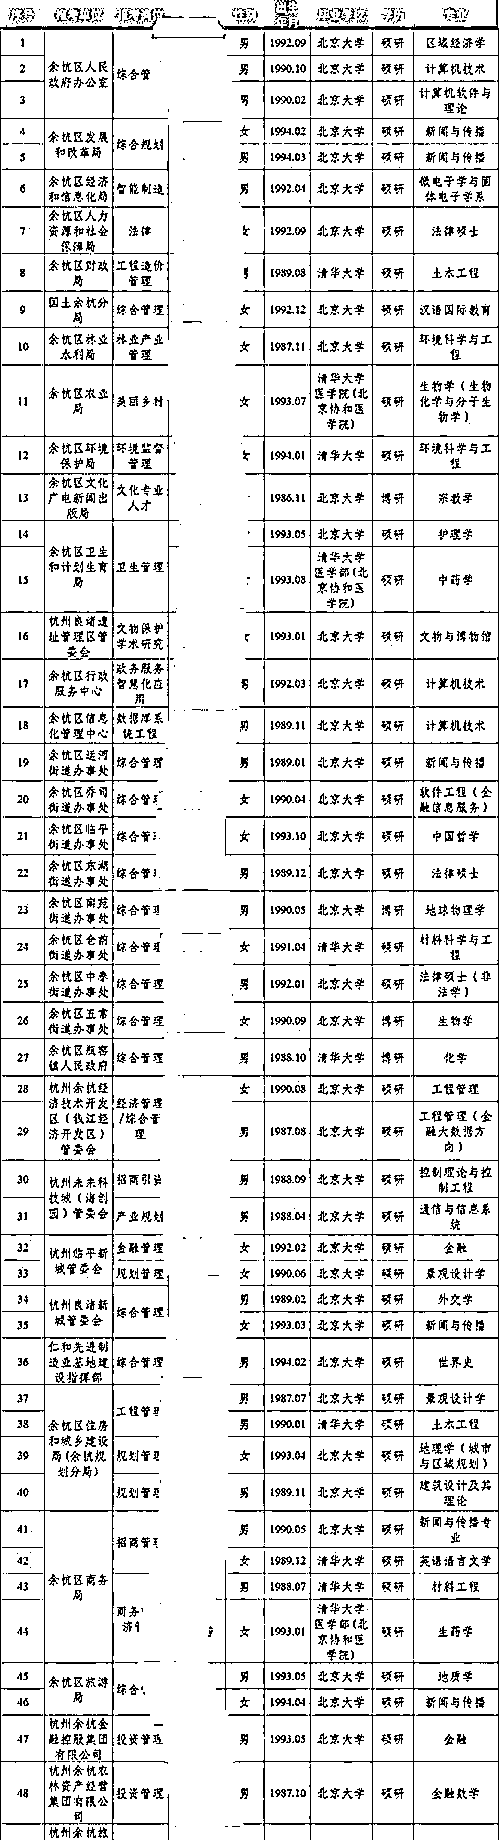 序号 报考单位 报考岗位 性别 出生年月 毕业学校 学历 专业
1 余杭区人民政府办公室 综合管 男 1992.09 北京大学 硕研 区域经济学
2 男 1990.10 北京大学 硕研 计算机技术
3 男 1990.02 北京大学 硕研 计算机软件与理论
4 余杭区发展和改革局 综合规划 女 1994.02 北京大学 硕研 新闻与传播
5 男 1994.03 北京大学 硕研 新闻与传播
6 余杭区经济和信息化局 智能制造 男 1992.04 北京大学 硕研 微电子学与固体电子学系
7 余杭区人力资源和社会保障局 法律 女 1992.09 北京大学 硕研 法律硕士
8 余杭区财政局 工程造价管理 男 1989.08 清华大学 硕研 土木工程
9 国土余杭分局 综合管理 女 1992.12 北京大学 硕研 汉语国际教育
10 余杭区林业水利局 林业产业管理 女 1987.11 北京大学 硕研 环境科学与工程
11 余杭区农业局 美丽乡村 女 1993.07 清华大学医学院(北京协和医学院) 硕研 生物学（生物化学与分子生物学）
12 余杭区环境保护局 环境监督管理 女 1994.01 清华大学 硕研 环境科学与工程
13 余杭区文化广电新闻出版局 文化专业人才 1986.11 北京大学 博研 宗教学
14 余杭区卫生和计划生育局 卫生管理 1993.05 北京大学 硕研 护理学
15 1993.08 清华大学医学部(北京协和医学院) 硕研 中药学
16 杭州良渚遗址管理区管委会 文物保护学术研究 女 1993.01 北京大学 硕研 文物与博物馆
17 余杭区行政服务中心 政务服务智慧化应用 男 1992.03 北京大学 硕研 计算机技术
18 余杭区信息化管理中心 数据库系统工程 男 1989.11 北京大学 硕研 计算机技术
19 余杭区运河街道办事处 综合管理 男 1989.01 北京大学 硕研 新闻与传播
20 余杭区乔司街道办事处 综合管理 女 1990.04 北京大学 硕研 软件工程（金融信息服务）
21 余杭区临平街道办事处 综合管 女 1993.10 北京大学 硕研 中国哲学
22 余杭区东湖街道办事处 综合管理 男 1989.12 北京大学 硕研 法律硕士
23 余杭区南苑街道办事处 综合管理 男 1990.05 北京大学 博研 地球物理学
24 余杭区仓前街道办事处 综合管理 女 1991.04 清华大学 硕研 材料科学与工程
25 余杭区中泰街道办事处 综合管理 男 1992.01 北京大学 硕研 法律硕士（非法学）
26 余杭区五常街道办事处 综合管理 女 1990.09 北京大学 博研 生物学
27 余杭区瓶窑镇人民政府 综合管理 男 1988.10 清华大学 博研 化学
28 杭州余杭经济技术开发区（钱江经济开发区）管委会 经济管理/综合管理 女 1990.08 北京大学 硕研 工程管理
29 男 1987.08 北京大学 硕研 工程管理（金融大数据方向）
30 杭州未来科技城（海创园）管委会 招商引资 男 1988.09 北京大学 硕研 控制理论与控制工程
31 产业规划 男 1988.04 北京大学 硕研 通信与信息系统
32 杭州临平新城管委会 金融管理 女 1992.02 北京大学 硕研 金融
33 规划管理 女 1990.06 北京大学 硕研 景观设计学
34 杭州良渚新城管委会 综合管理 男 1989.02 北京大学 硕研 外交学
35 女 1993.03 北京大学 硕研 新闻与传播
36 仁和先进制造业基地建设指挥部 综合管理 男 1994.02 北京大学 硕研 世界史
37 余杭区住房和城乡建设局(余杭规划分局) 工程管理 男 1987.07 北京大学 硕研 景观设计学
38 男 1990.01 清华大学 硕研 土木工程
39 规划管理 女 1993.04 北京大学 硕研 地理学（城市与区域规划）
40 规划管理 男 1989.11 北京大学 硕研 建筑设计及其理论
41 余杭区商务局 招商管理 男 1990.05 北京大学 硕研 新闻与传播专业
42 女 1989.12 清华大学 硕研 英语语言文学
43 商务 男 1988.07 清华大学 硕研 材料工程
44 女 1993.01 清华大学医学部(北京协和医学院) 硕研 生药学
45 余杭区旅游局 综合 男 1993.05 北京大学 硕研 地质学
46 女 1994.04 北京大学 硕研 新闻与传播
47 杭州余杭金融控股集团有限公司 投资管理 男 1993.05 北京大学 硕研 金融
48 杭州余杭农林资产经营集团有限公司 投资管理 男 1987.10 北京大学 硕研 金融数学
杭州余杭